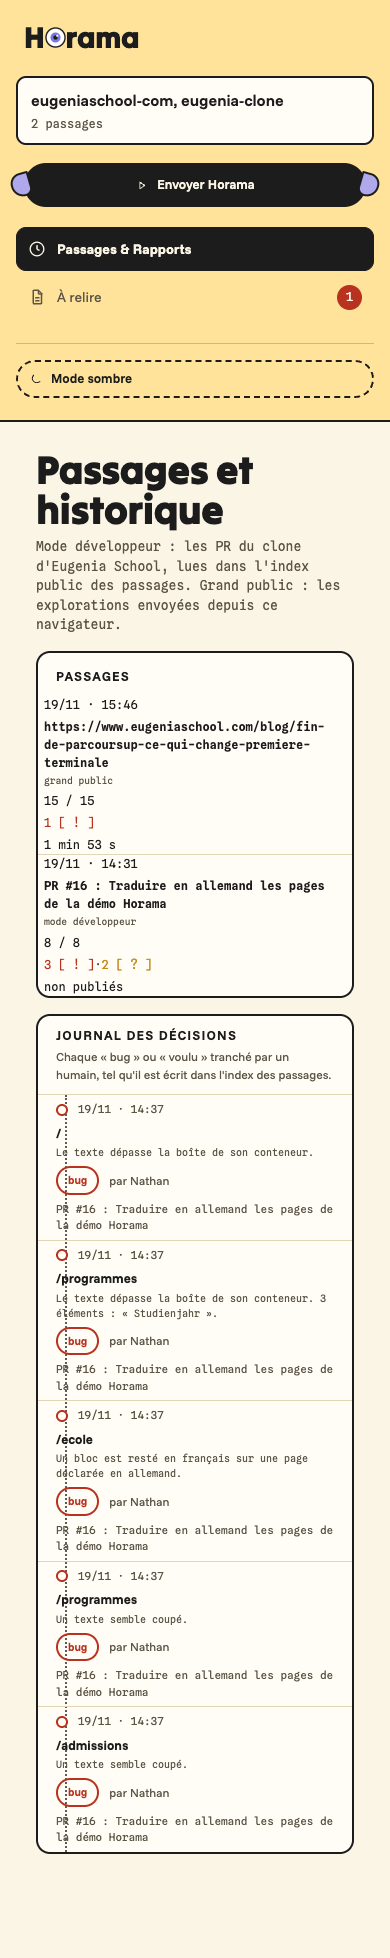 Horama
eugeniaschool-com, eugenia-clone
2 passages
Envoyer Horama
Passages & Rapports
À relire
1
Mode sombre
Passages et
historique
Mode développeur : les PR du clone
d'Eugenia School, lues dans l'index
public des passages. Grand public : les
explorations envoyées depuis ce
navigateur.
PASSAGES
19/11 · 15:46
https://www.eugeniaschool.com/blog/fin-
de-parcoursup-ce-qui-change-premiere-
terminale
grand public
15 / 15
1 [ ! ]
1 min 53 s
19/11 · 14:31
PR #16 : Traduire en allemand les pages
de la démo Horama
mode développeur
8 / 8
3 [ ! ]·2 [ ? ]
non publiés
JOURNAL DES DÉCISIONS
Chaque « bug » ou « voulu » tranché par un
humain, tel qu'il est écrit dans l'index des passages.
19/11 · 14:37
/
Le texte dépasse la boîte de son conteneur.
bug par Nathan
PR #16 : Traduire en allemand les pages de
la démo Horama
19/11 · 14:37
/programmes
Le texte dépasse la boîte de son conteneur. 3
éléments : « Studienjahr ».
bug par Nathan
PR #16 : Traduire en allemand les pages de
la démo Horama
19/11 · 14:37
/ecole
Un bloc est resté en français sur une page
déclarée en allemand.
bug par Nathan
PR #16 : Traduire en allemand les pages de
la démo Horama
19/11 · 14:37
/programmes
Un texte semble coupé.
bug par Nathan
PR #16 : Traduire en allemand les pages de
la démo Horama
19/11 · 14:37
/admissions
Un texte semble coupé.
bug par Nathan
PR #16 : Traduire en allemand les pages de
la démo Horama